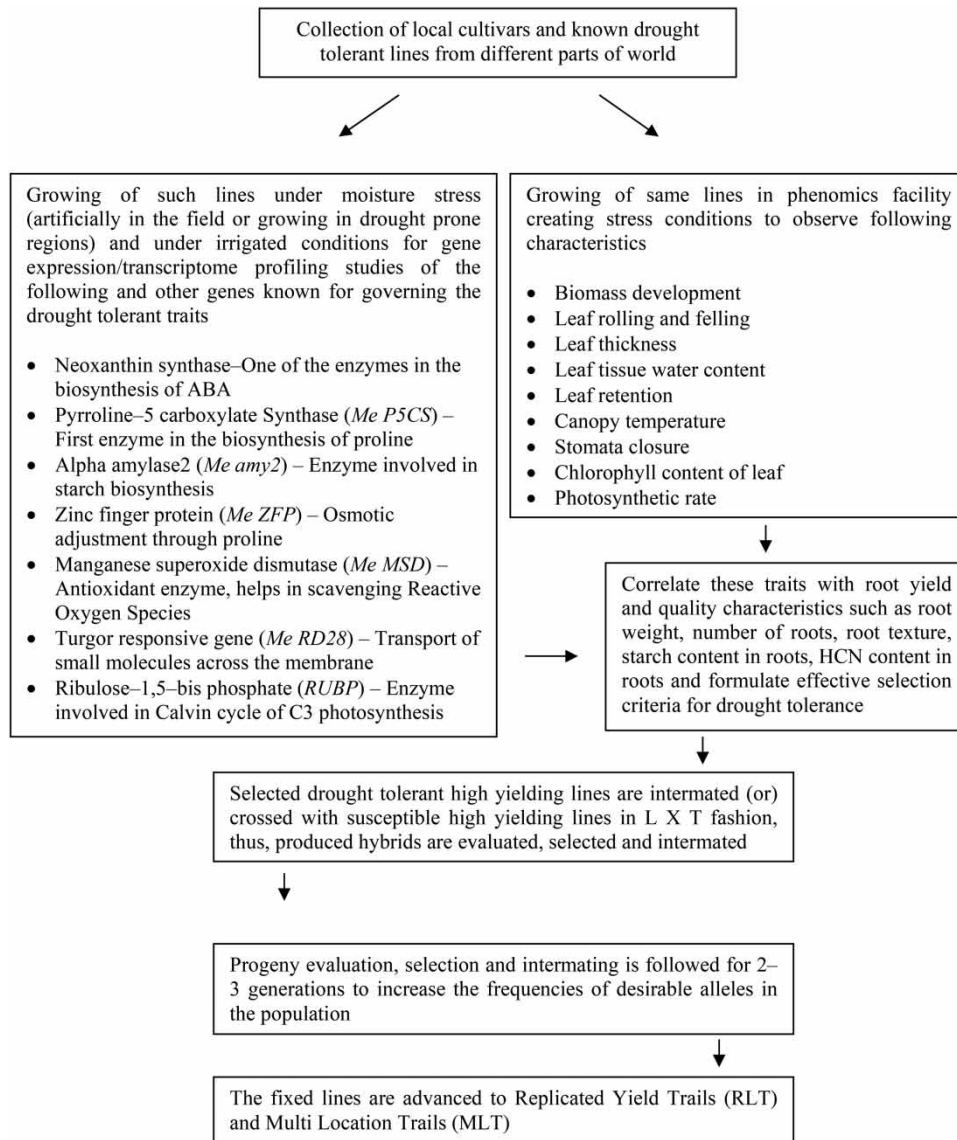 Collection of local cultivars and known drought
tolerant lines from different parts of world
Growing of such lines under moisture stress
(artificially in the field or growing in drought prone
regions) and under irrigated conditions for gene
expression/transcriptome profiling studies of the
following and other genes known for governing the
drought tolerant traits
• Neoxanthin synthase–One of the enzymes in the
biosynthesis of ABA
• Pyrroline–5 carboxylate Synthase (Me P5CS) –
First enzyme in the biosynthesis of proline
• Alpha amylase2 (Me amy2) – Enzyme involved in
starch biosynthesis
• Zinc finger protein (Me ZFP) – Osmotic
adjustment through proline
• Manganese superoxide dismutase (Me MSD) –
Antioxidant enzyme, helps in scavenging Reactive
Oxygen Species
• Turgor responsive gene (Me RD28) – Transport of
small molecules across the membrane
• Ribulose–1,5–bis phosphate (RUBP) – Enzyme
involved in Calvin cycle of C3 photosynthesis
Growing of same lines in phenomics facility
creating stress conditions to observe following
characteristics
• Biomass development
• Leaf rolling and felling
• Leaf thickness
• Leaf tissue water content
• Leaf retention
• Canopy temperature
• Stomata closure
• Chlorophyll content of leaf
• Photosynthetic rate
Correlate these traits with root yield
and quality characteristics such as root
weight, number of roots, root texture,
starch content in roots, HCN content in
roots and formulate effective selection
criteria for drought tolerance
Selected drought tolerant high yielding lines are intermated (or)
crossed with susceptible high yielding lines in L X T fashion,
thus, produced hybrids are evaluated, selected and intermated
Progeny evaluation, selection and intermating is followed for 2–
3 generations to increase the frequencies of desirable alleles in
the population
The fixed lines are advanced to Replicated Yield Trails (RLT)
and Multi Location Trails (MLT)